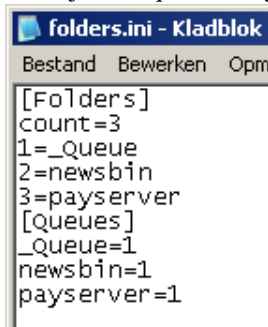 folders.ini - Kladblok
Bestand Bewerken Opm
[Folders]
count=3
1=_Queue
2=newsbin
3=payserver
[Queues]
_Queue=1
newsbin=1
payserver=1